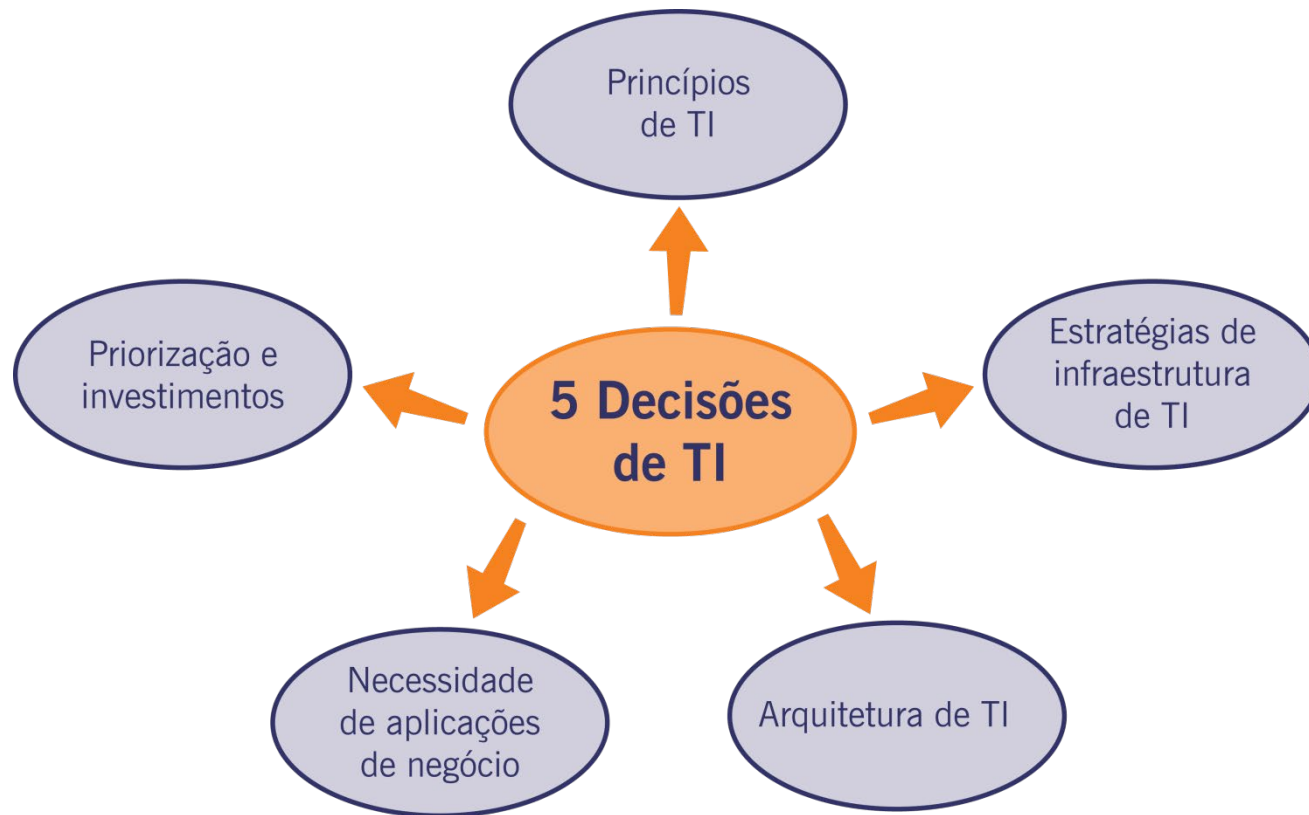 Princípios
de TI
Priorização e
investimentos
5 Decisões
de TI
Estratégias de
infraestrutura
de TI
Necessidade
de aplicações
de negócio
Arquitetura de TI